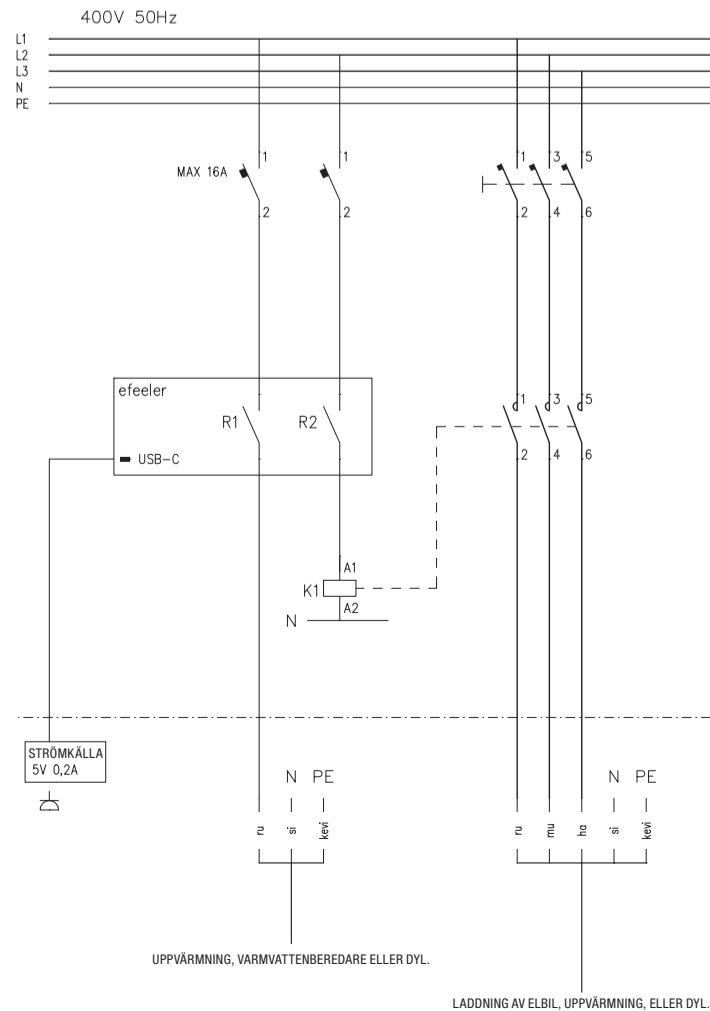 400V 50Hz
L1
L2
L3
N
PE
MAX 16A
1
1
1
3
5
2
2
2
4
6
efeeler
R1
R2
USB-C
1
3
5
2
4
6
K1
A1
A2
N
STRÖMKÄLLA
5V 0,2A
N PE
N PE
ru
si
kevi
ru
mu
ha
si
kevi
UPPVÄRMNING, VARMVATTENBEREDARE ELLER DYL.
LADDNING AV ELBIL, UPPVÄRMNING, ELLER DYL.